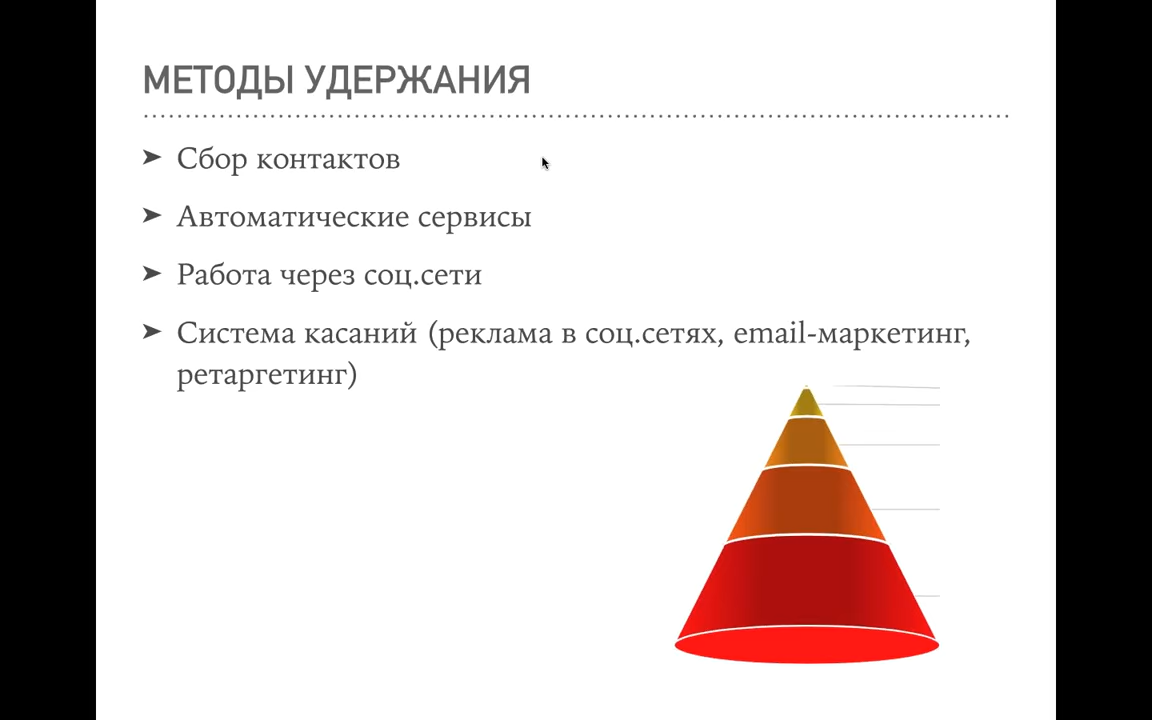 МЕТОДЫ УДЕРЖАНИЯ
➤ Сбор контактов
➤ Автоматические сервисы
➤ Работа через соц.сети
➤ Система касаний (реклама в соц.сетях, email-маркетинг,
ретаргетинг)